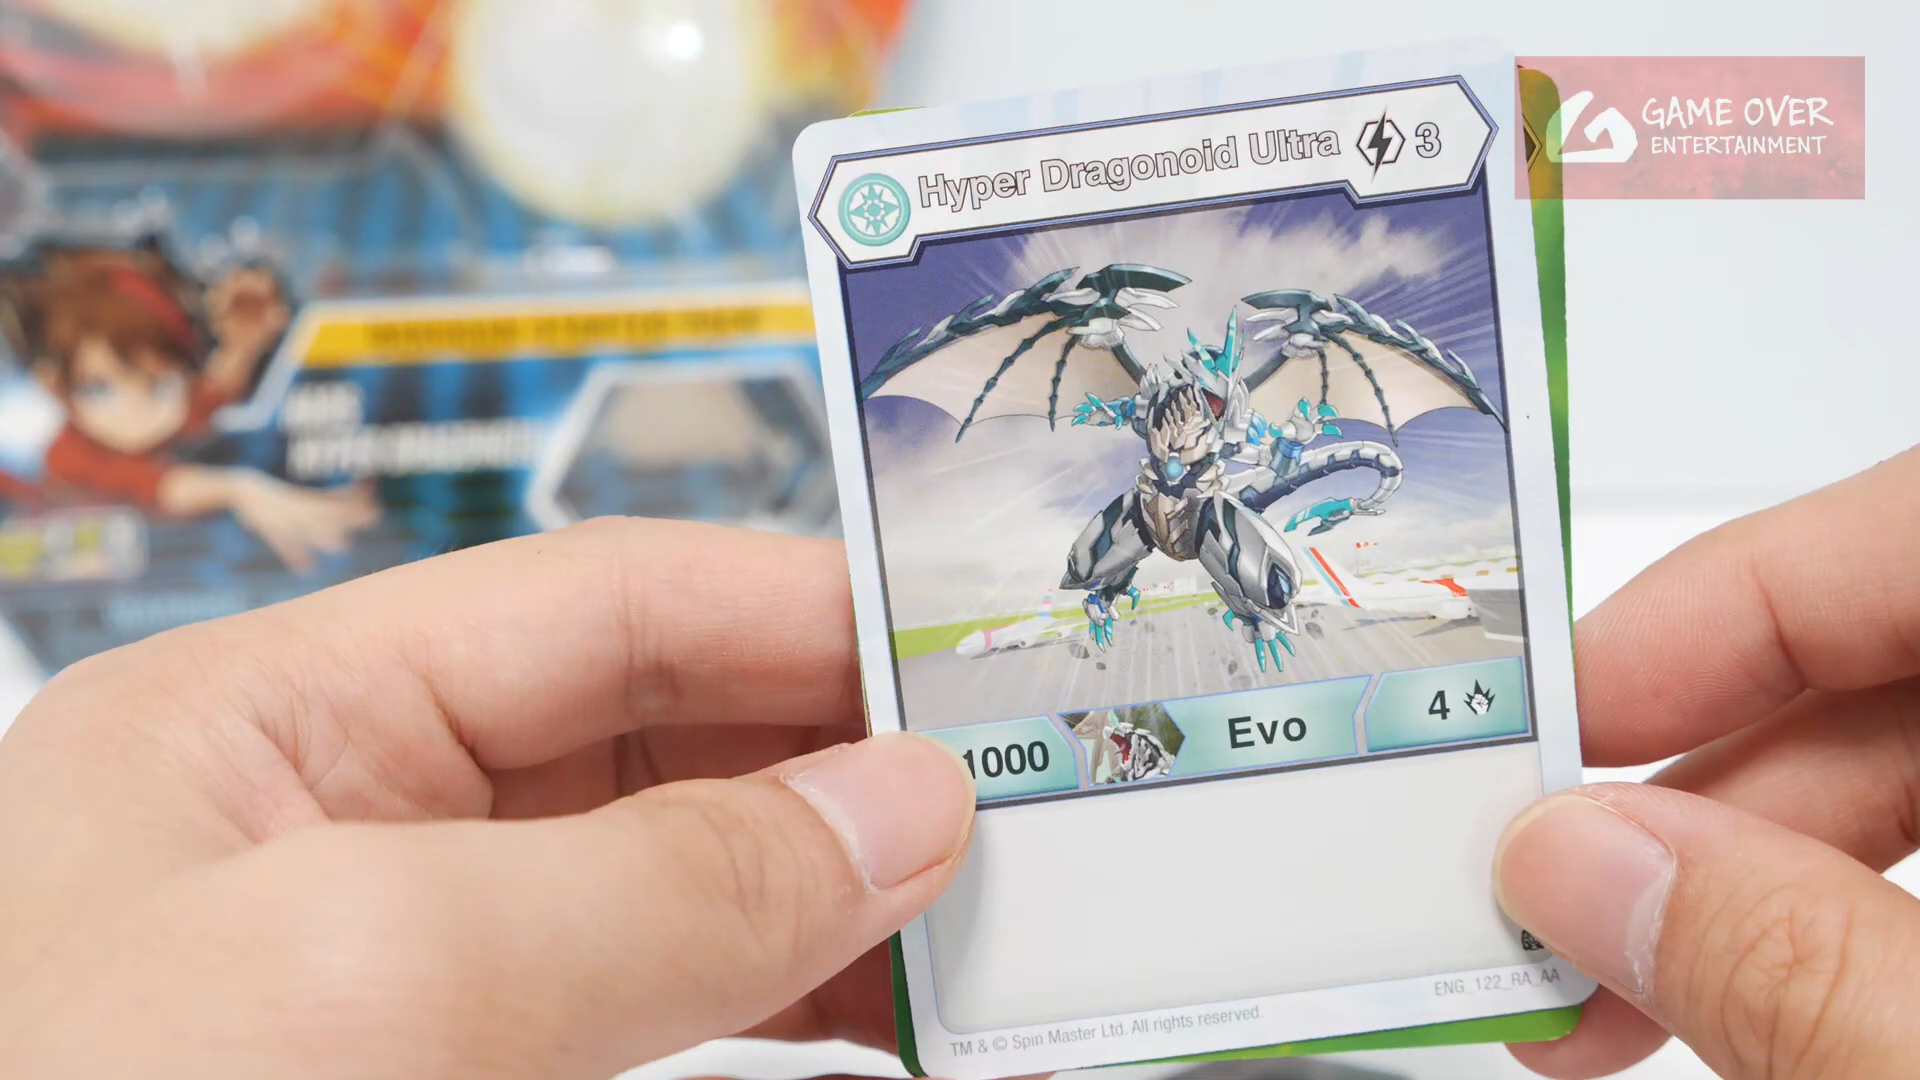 Hyper Dragonoid Ultra 3
GAME OVER
ENTERTAINMENT
1000 Evo 4
ENG_122_RA_AA
TM & © Spin Master Ltd. All rights reserved.